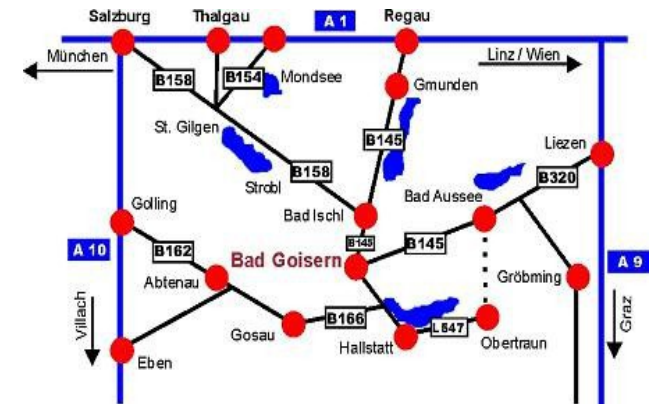 Salzburg
Thalgau
A 1
Regau
München
Linz / Wien
B158
B154
Mondsee
Gmunden
St. Gilgen
B145
Liezen
Strobl
B158
B320
Bad Aussee
Golling
Bad Ischl
A 10
B162
B145
B145
A 9
Bad Goisern
Abtenau
Gröbming
Villach
Graz
Gosau
B166
Hallstatt
L547
Obertraun
Eben